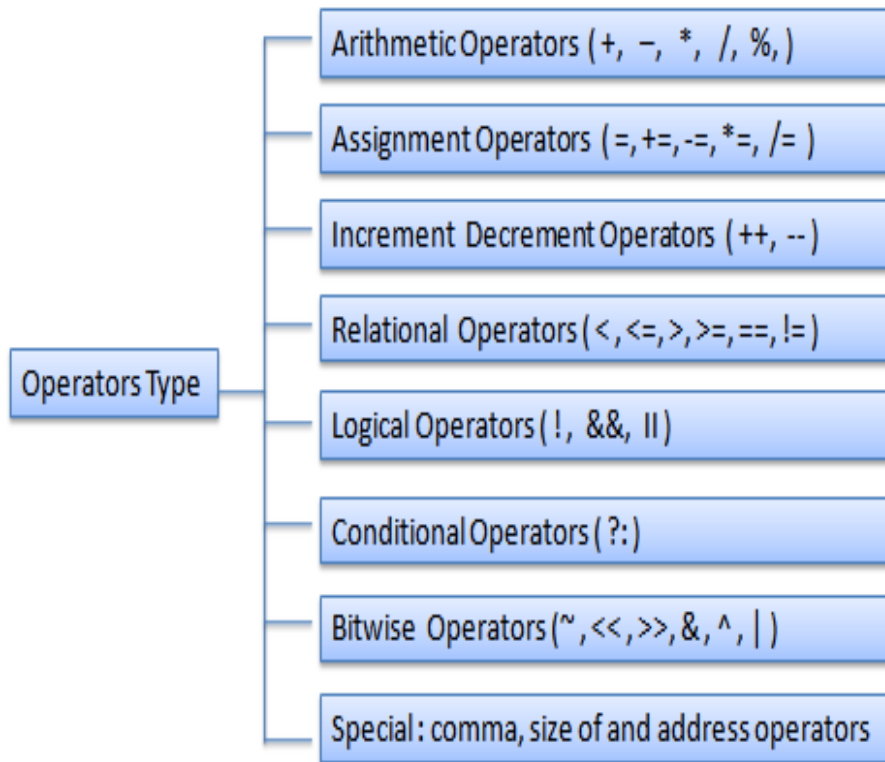 Arithmetic Operators ( +, –, *, /, %, )
Assignment Operators ( =, +=, -=, *=, /= )
Increment Decrement Operators ( ++, -- )
Relational Operators ( < , <=, > , >=, ==, != )
Operators Type
Logical Operators ( ! , &&, II )
Conditional Operators ( ?: )
Bitwise Operators (~ , << , >>, & , ^ , | )
Special : comma, size of and address operators